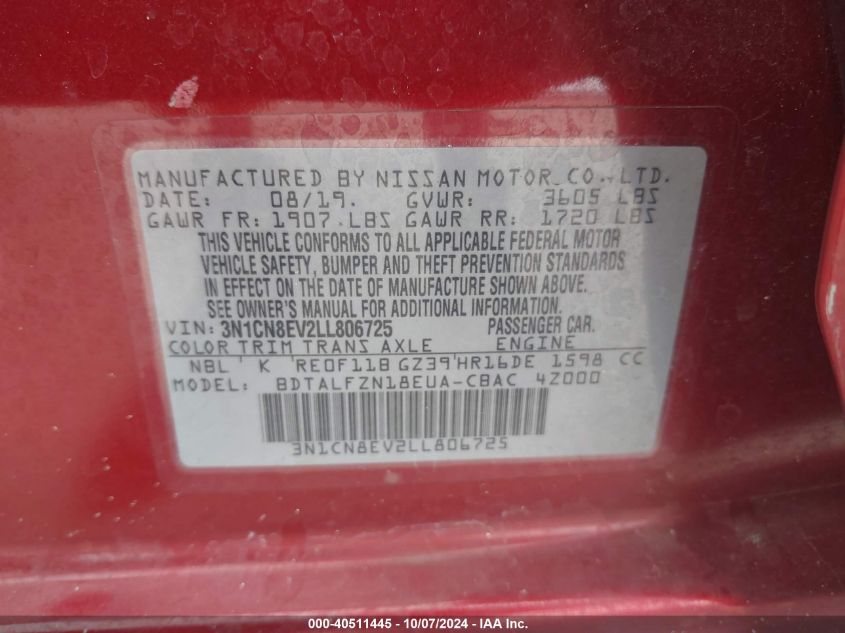 MANUFACTURED BY NISSAN MOTOR CO., LTD.
DATE: 08/19. GVWR: 3605 LBS
GAWR FR: 1907 LBS GAWR RR: 1720 LBS
THIS VEHICLE CONFORMS TO ALL APPLICABLE FEDERAL MOTOR
VEHICLE SAFETY, BUMPER AND THEFT PREVENTION STANDARDS
IN EFFECT ON THE DATE OF MANUFACTURE SHOWN ABOVE.
SEE OWNER'S MANUAL FOR ADDITIONAL INFORMATION.
VIN: 3N1CN8EV2LL806725 PASSENGER CAR.
COLOR TRIM TRANS AXLE ENGINE
NBL K RE0F11B GZ39 HR16DE 1598 CC
MODEL: BDTALFZN18EUA-CBAC 4Z000
3N1CN8EV2LL806725
000-40511445 - 10/07/2024 - IAA Inc.